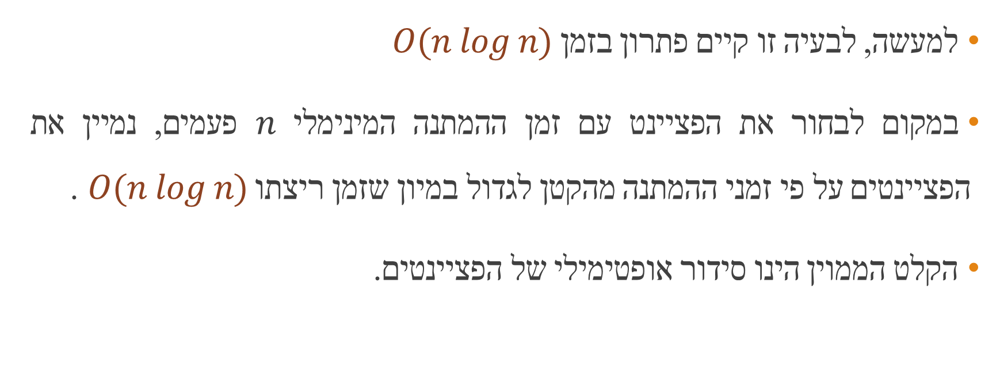 • למעשה, לבעיה זו קיים פתרון בזמן O(n log n)
• במקום לבחור את הפציינט עם זמן ההמתנה המינימלי n פעמים, נמיין את
הפציינטים על פי זמני ההמתנה מהקטן לגדול במיון שזמן ריצתו O(n log n) .
• הקלט הממוין הינו סידור אופטימילי של הפציינטים.